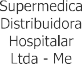 Supermedica
Distribuidora
Hospitalar
Ltda - Me